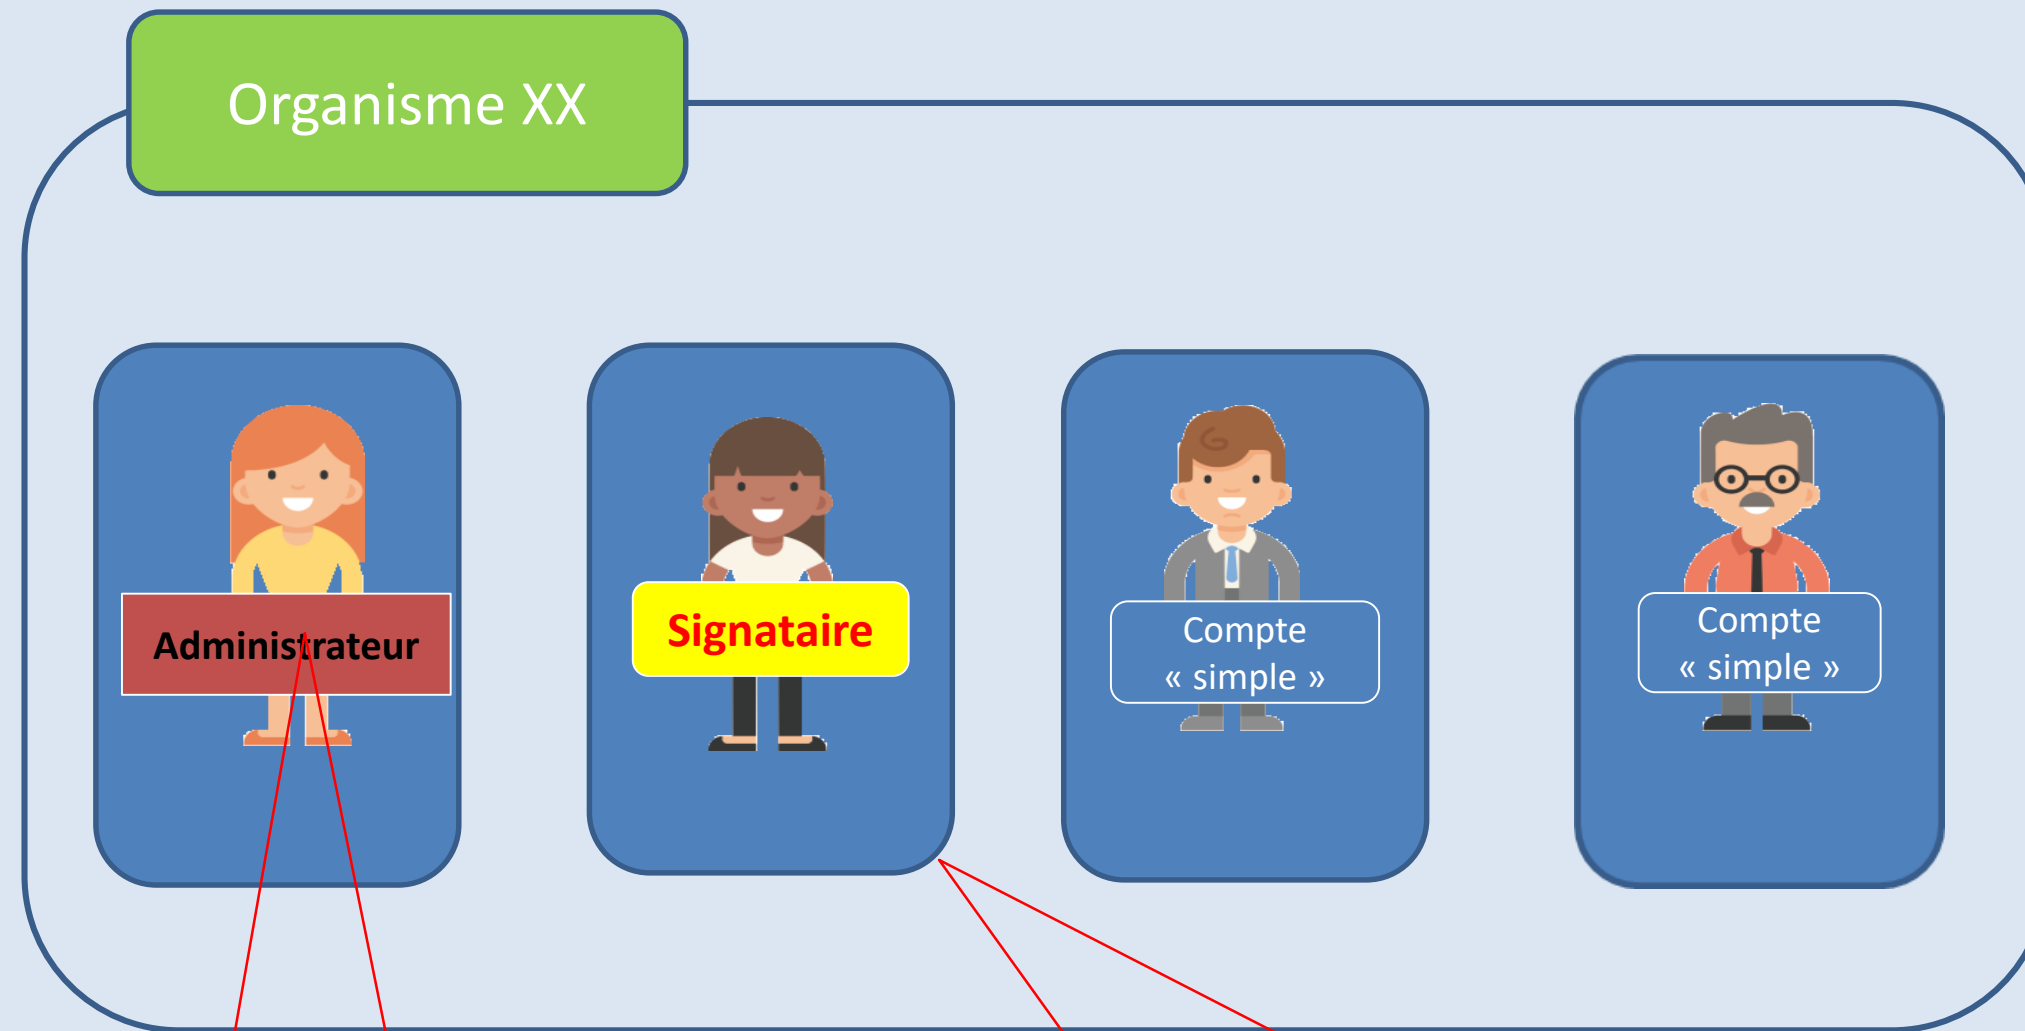 Organisme XX
Administrateur
Signataire
Compte
« simple »
Compte
« simple »